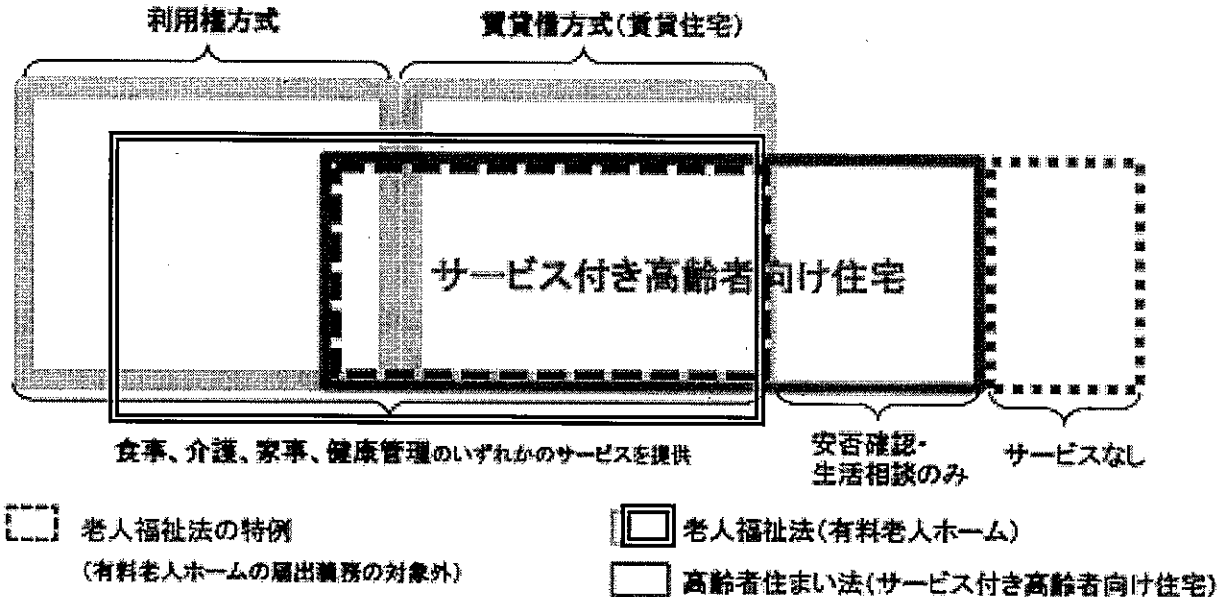 利用権方式
賃貸借方式(賃貸住宅)
サービス付き高齢者向け住宅
食事、介護、家事、健康管理のいずれかのサービスを提供
安否確認・
生活相談のみ
サービスなし
老人福祉法の特例
(有料老人ホームの届出義務の対象外)
老人福祉法(有料老人ホーム)
高齢者住まい法(サービス付き高齢者向け住宅)